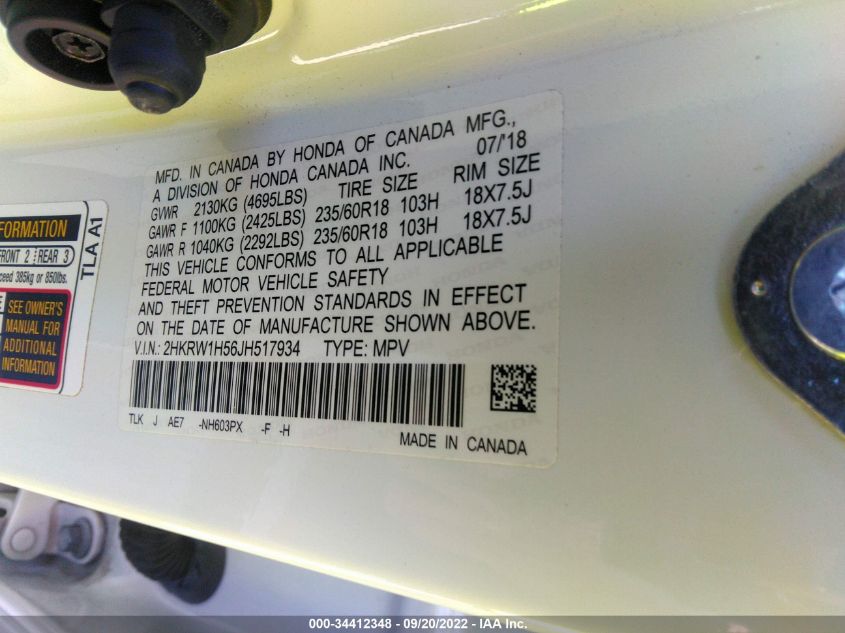 MFD. IN CANADA BY HONDA OF CANADA MFG.,
A DIVISION OF HONDA CANADA INC. 07/'18
GVWR 2130KG (4695LBS) TIRE SIZE RIM SIZE
GAWR F 1100KG (2425LBS) 235/60R18 103H 18X7.5J
GAWR R 1040KG (2292LBS) 235/60R18 103H 18X7.5J
THIS VEHICLE CONFORMS TO ALL APPLICABLE
FEDERAL MOTOR VEHICLE SAFETY
AND THEFT PREVENTION STANDARDS IN EFFECT
ON THE DATE OF MANUFACTURE SHOWN ABOVE.
V.I.N.: 2HKRW1H56JH517934 TYPE: MPV
TLK J AE7 -NH603PX -F -H
MADE IN CANADA
FORMATION
FRONT 2 REAR 3
ceed 385kg or 850lbs.
SEE OWNER'S
MANUAL FOR
ADDITIONAL
INFORMATION
TLA A1
000-34412348 - 09/20/2022 - IAA Inc.